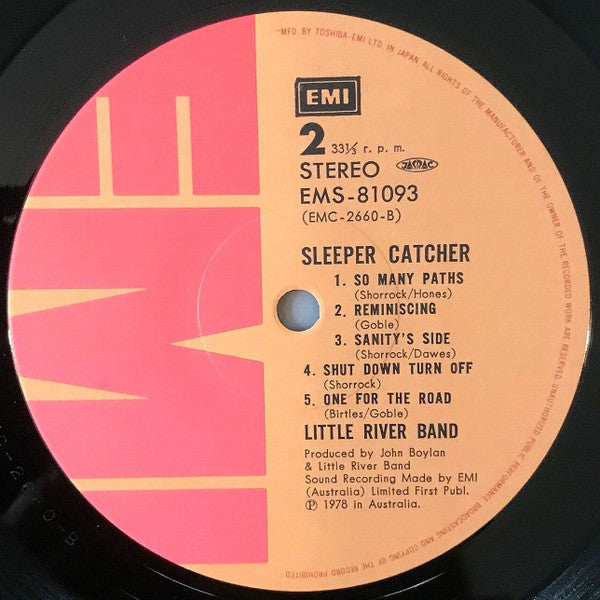 "MFD. BY TOSHIBA-EMI LTD. IN JAPAN ALL RIGHTS OF THE MANUFACTURER AND OF THE OWNER OF THE RECORDED WORK ARE RESERVED UNAUTHORIZED PUBLIC PERFORMANCE BROADCASTING AND COPYING OF THE RECORD PROHIBITED"
EMI
2 33⅓ r. p. m.
STEREO JASRAC
EMS-81093
(EMC-2660-B)
SLEEPER CATCHER
1. SO MANY PATHS
(Shorrock/Hones)
2. REMINISCING
(Goble)
3. SANITY'S SIDE
(Shorrock/Dawes)
4. SHUT DOWN TURN OFF
(Shorrock)
5. ONE FOR THE ROAD
(Birtles/Goble)
LITTLE RIVER BAND
Produced by John Boylan
& Little River Band
Sound Recording Made by EMI
(Australia) Limited First Publ.
Ⓟ 1978 in Australia.
EMI